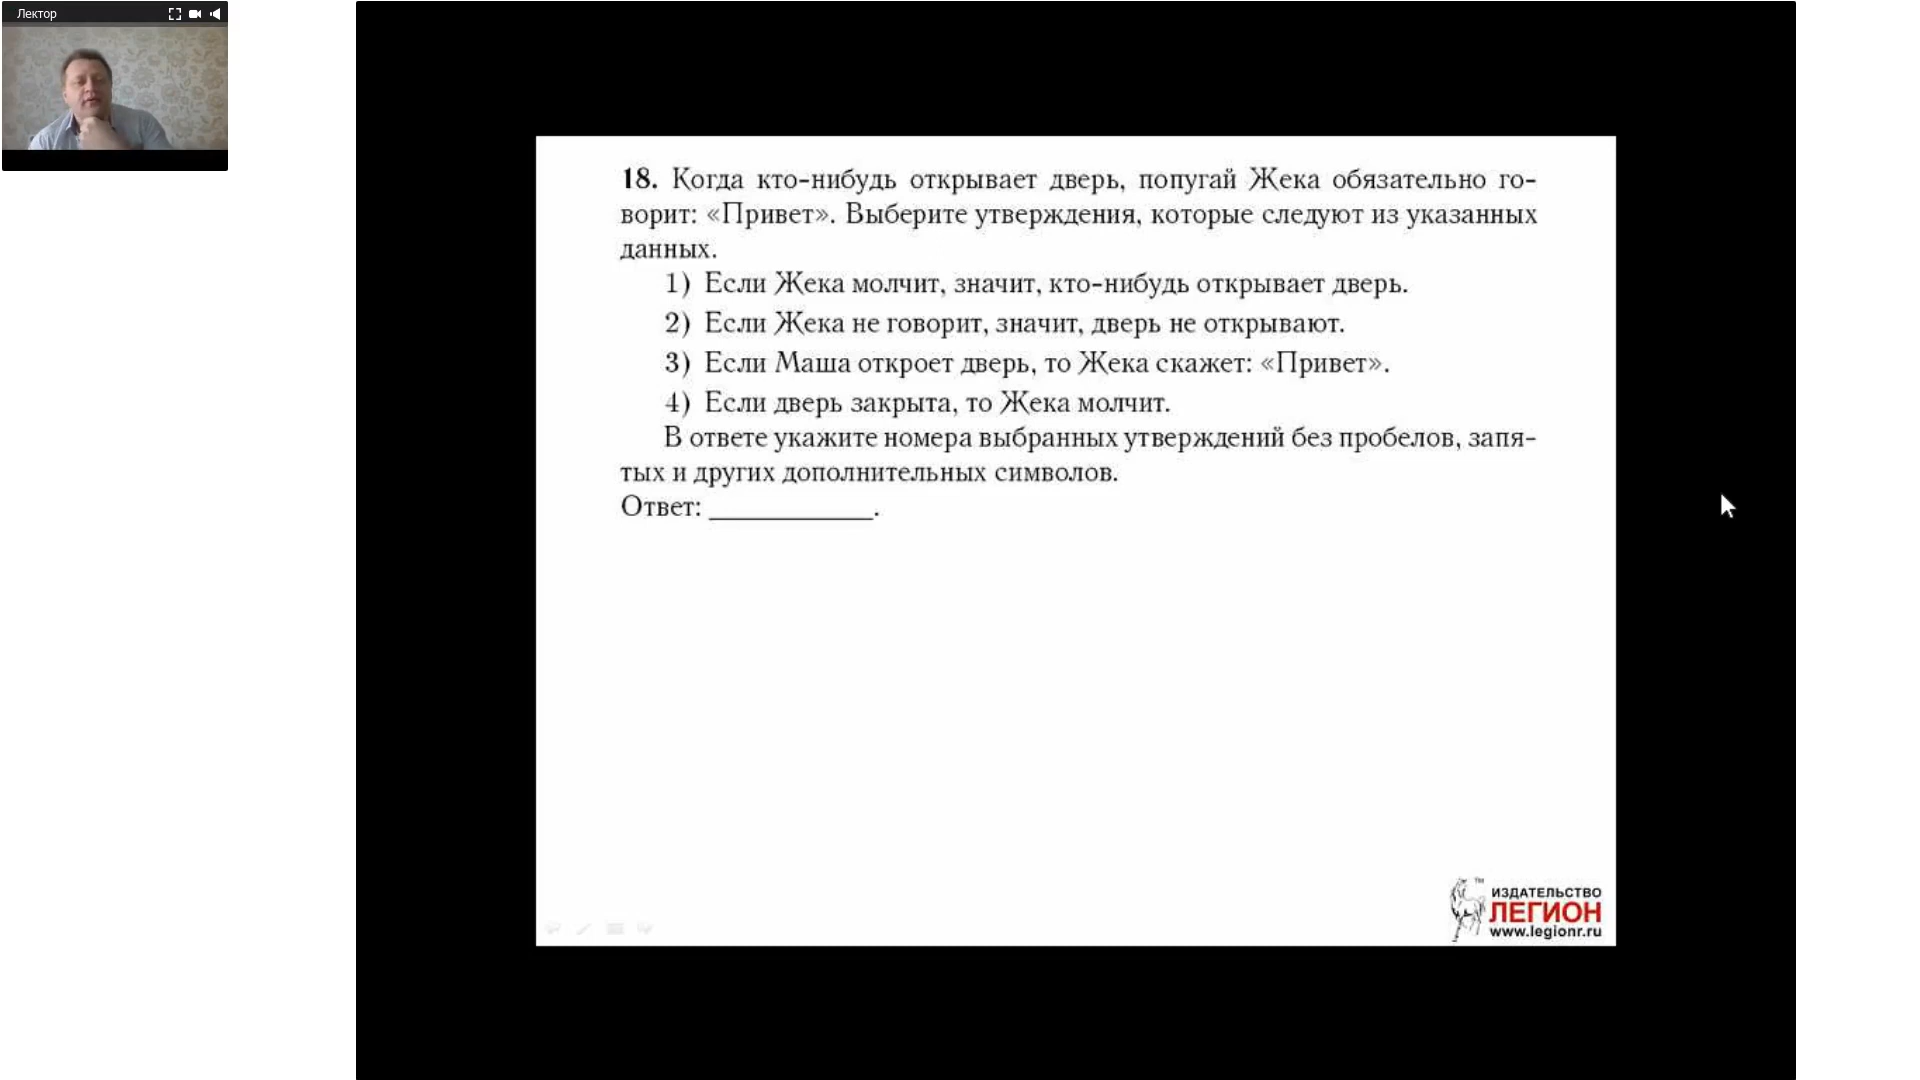 Лектор
18. Когда кто-нибудь открывает дверь, попугай Жека обязательно го-
ворит: «Привет». Выберите утверждения, которые следуют из указанных
данных.
1) Если Жека молчит, значит, кто-нибудь открывает дверь.
2) Если Жека не говорит, значит, дверь не открывают.
3) Если Маша откроет дверь, то Жека скажет: «Привет».
4) Если дверь закрыта, то Жека молчит.
В ответе укажите номера выбранных утверждений без пробелов, запя-
тых и других дополнительных символов.
Ответ: ____________.
TM
ИЗДАТЕЛЬСТВО
ЛЕГИОН
www.legionr.ru